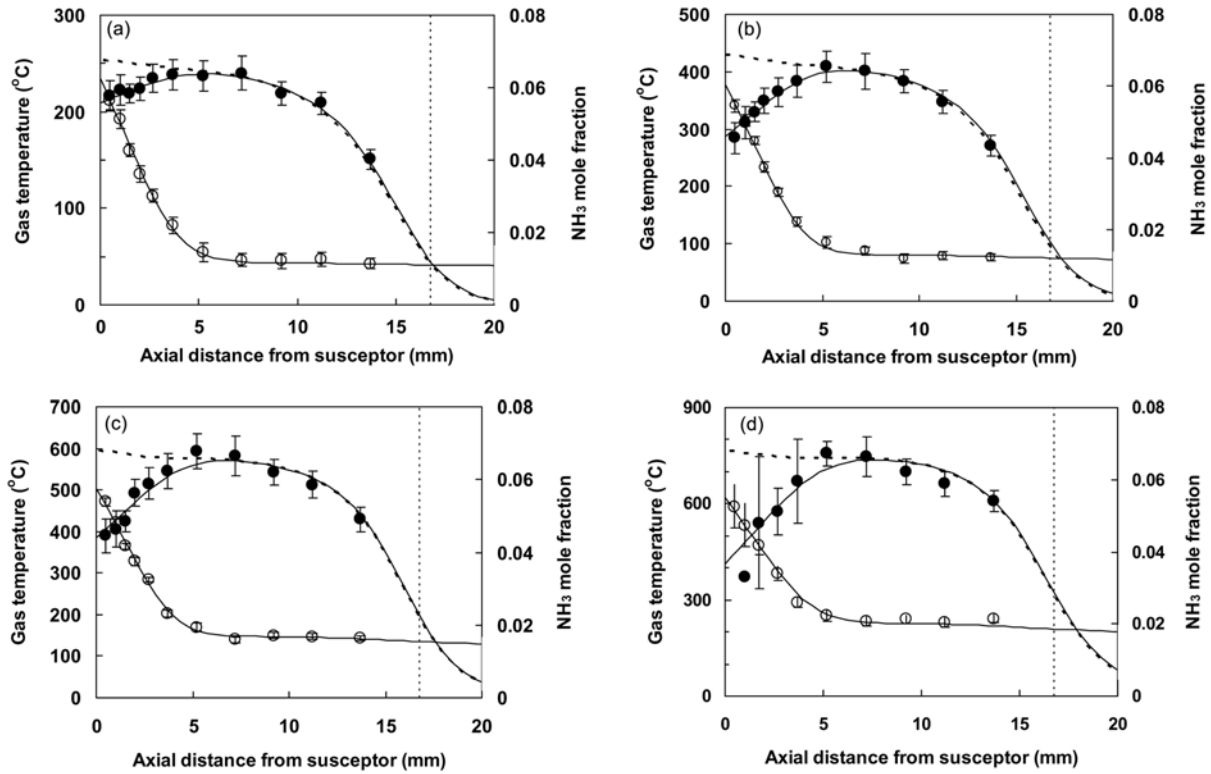 (a)
300
200
100
0
Gas temperature (°C)
0.08
0.06
0.04
0.02
0
NH₃ mole fraction
0 5 10 15 20
Axial distance from susceptor (mm)
(b)
500
400
300
200
100
0
Gas temperature (°C)
0.08
0.06
0.04
0.02
0
NH₃ mole fraction
0 5 10 15 20
Axial distance from susceptor (mm)
(c)
700
600
500
400
300
200
100
0
Gas temperature (°C)
0.08
0.06
0.04
0.02
0
NH₃ mole fraction
0 5 10 15 20
Axial distance from susceptor (mm)
(d)
900
600
300
0
Gas temperature (°C)
0.08
0.06
0.04
0.02
0
NH₃ mole fraction
0 5 10 15 20
Axial distance from susceptor (mm)